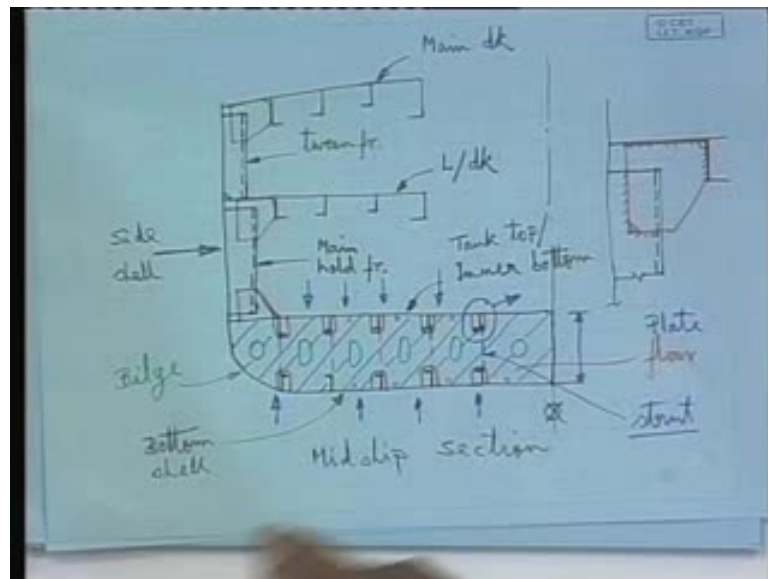 Main dk
tween fr.
L/dk
side
shell
Main
hold fr.
Tank top/
Inner bottom
Plate
floor
Bilge
strut
Bottom
shell
Midship section